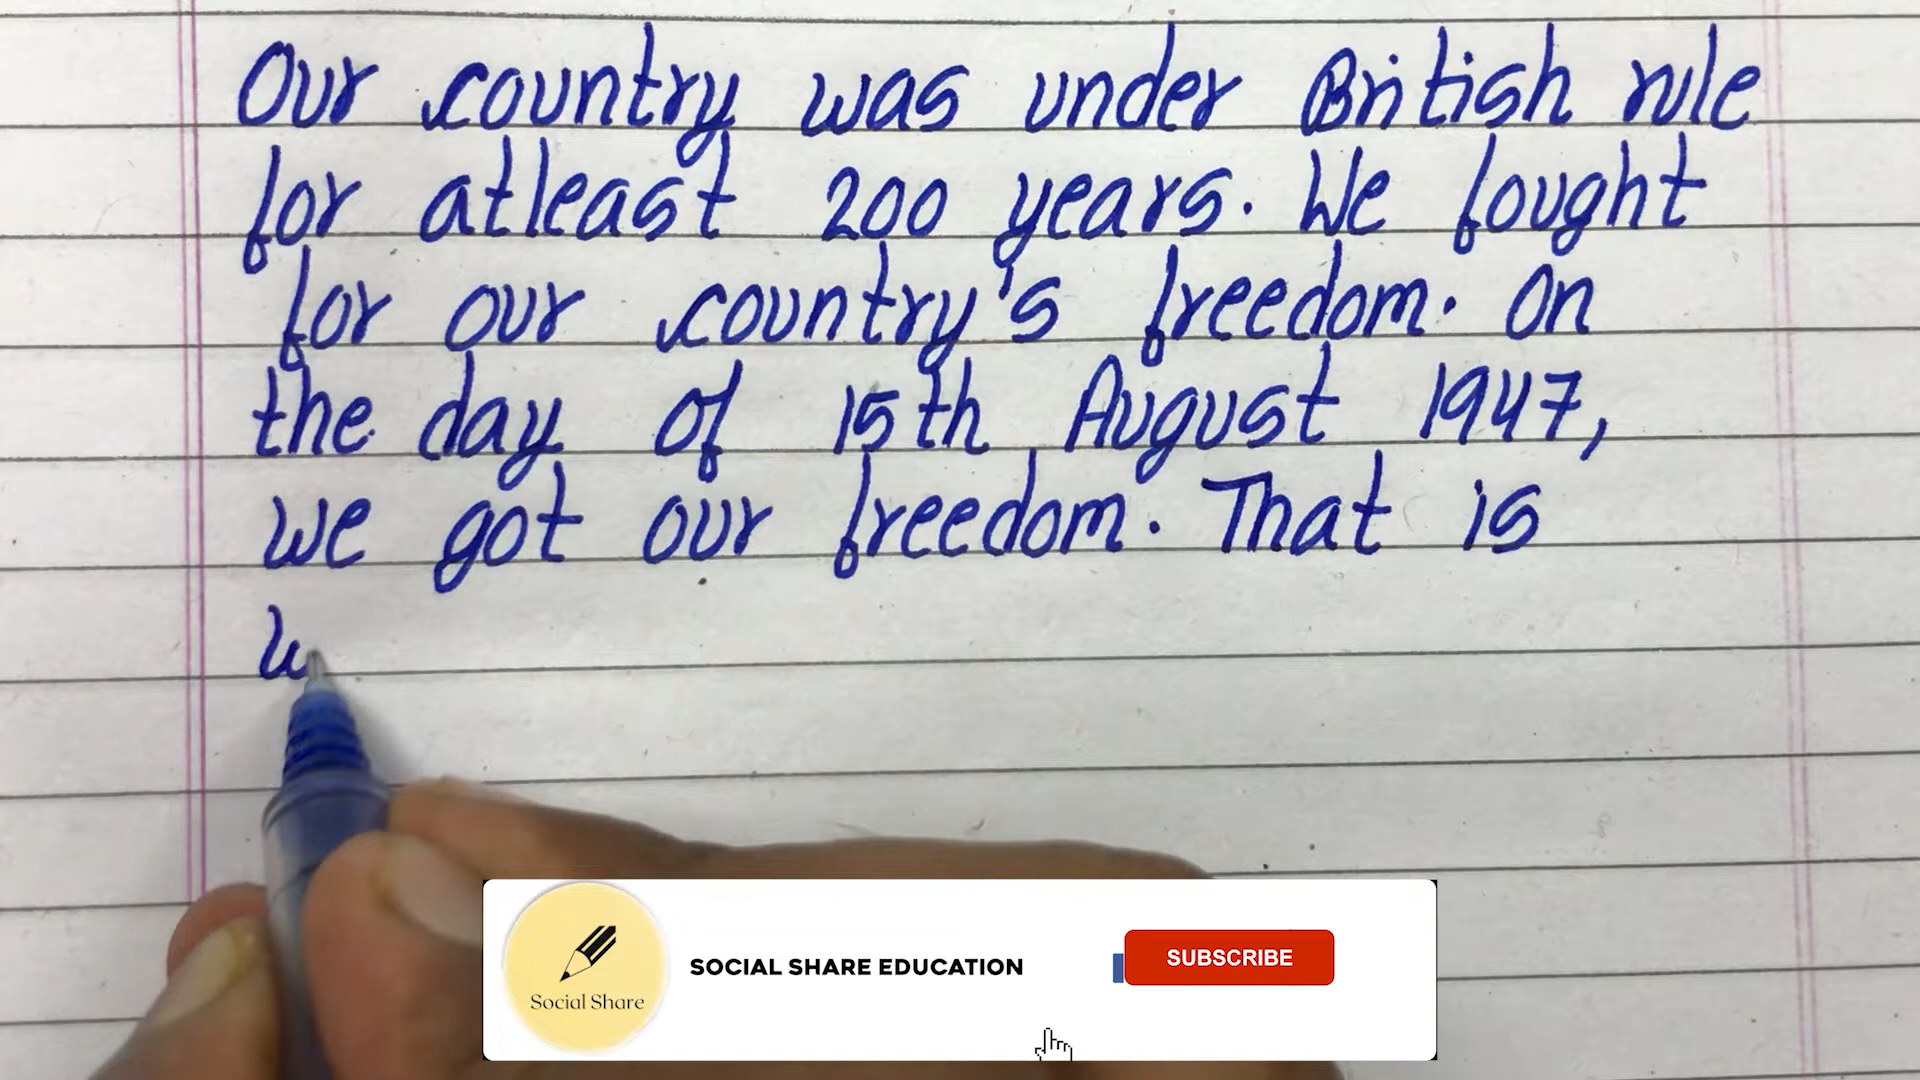 Our country was under British rule
for atleast 200 years. We fought
for our country's freedom. On
the day of 15th August 1947,
we got our freedom. That is
Social Share
SOCIAL SHARE EDUCATION
SUBSCRIBE